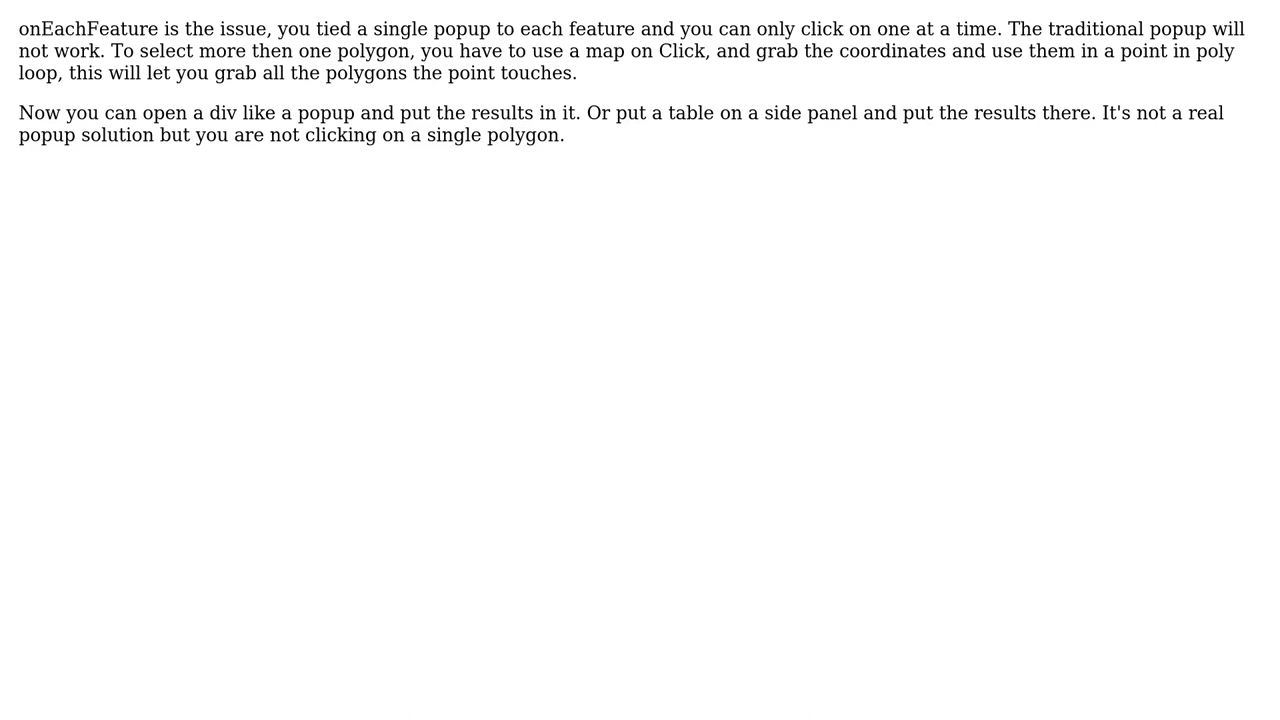 onEachFeature is the issue, you tied a single popup to each feature and you can only click on one at a time. The traditional popup will
not work. To select more then one polygon, you have to use a map on Click, and grab the coordinates and use them in a point in poly
loop, this will let you grab all the polygons the point touches.
Now you can open a div like a popup and put the results in it. Or put a table on a side panel and put the results there. It's not a real
popup solution but you are not clicking on a single polygon.